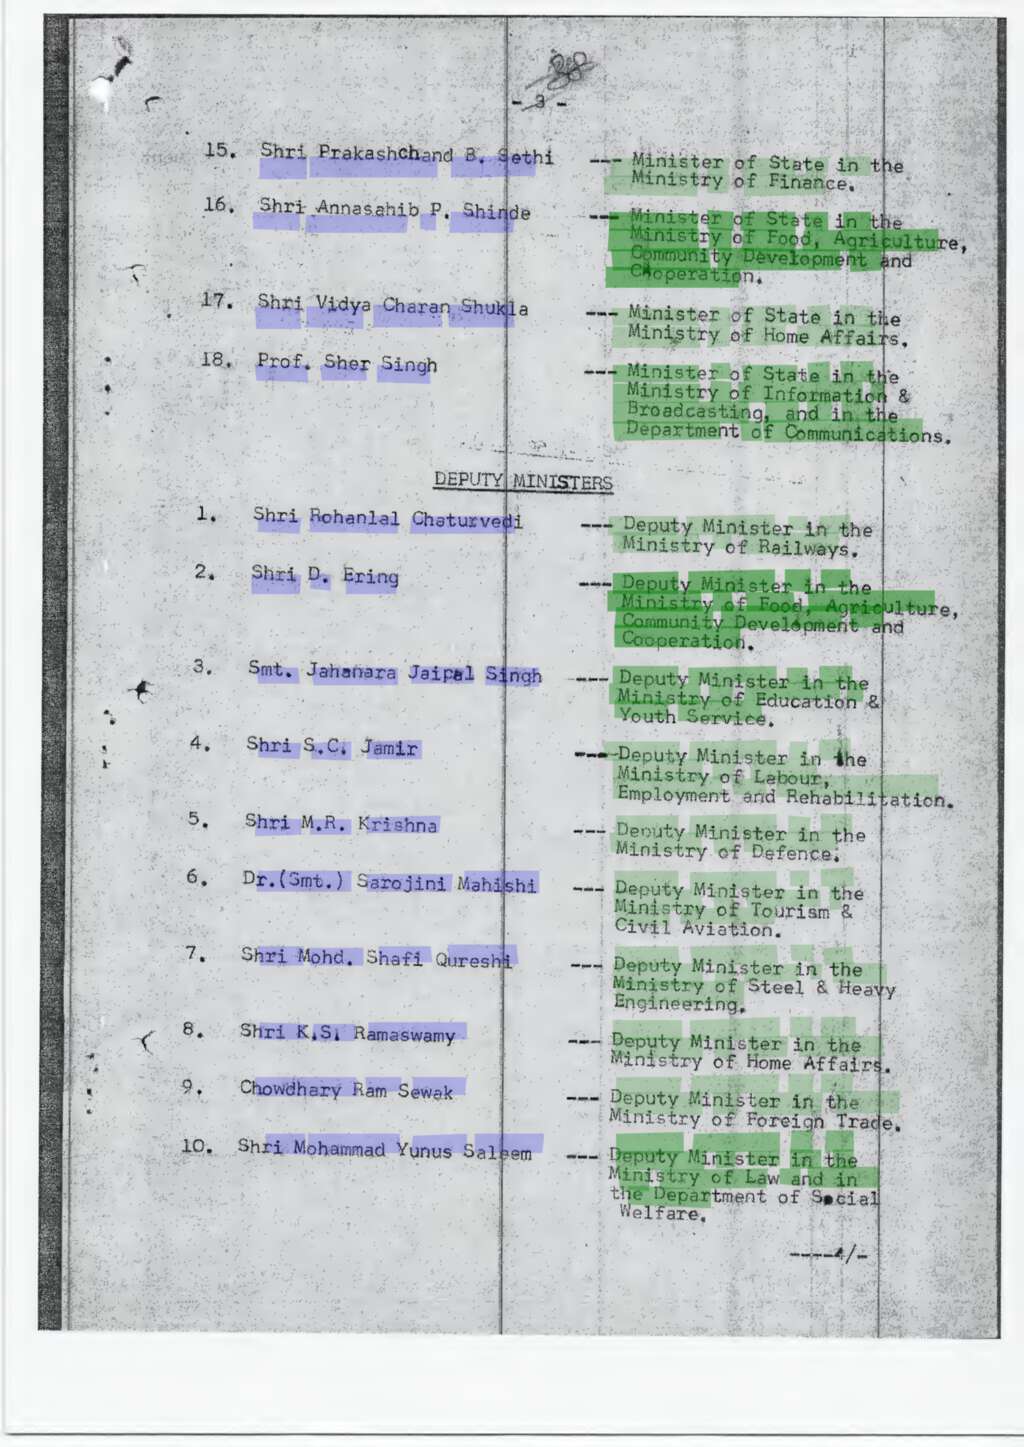 - 3 -
15. Shri Prakashchand B. Sethi --- Minister of State in the
Ministry of Finance.
16. Shri Annasahib P. Shinde --- Minister of State in the
Ministry of Food, Agriculture,
Community Development and
Cooperation.
17. Shri Vidya Charan Shukla --- Minister of State in the
Ministry of Home Affairs.
18. Prof. Sher Singh --- Minister of State in the
Ministry of Information &
Broadcasting, and in the
Department of Communications.
DEPUTY MINISTERS
1. Shri Rohanlal Chaturvedi --- Deputy Minister in the
Ministry of Railways.
2. Shri D. Ering --- Deputy Minister in the
Ministry of Food, Agriculture,
Community Development and
Cooperation.
3. Smt. Jahanara Jaipal Singh --- Deputy Minister in the
Ministry of Education &
Youth Service.
4. Shri S.C. Jamir --- Deputy Minister in the
Ministry of Labour,
Employment and Rehabilitation.
5. Shri M.R. Krishna --- Deputy Minister in the
Ministry of Defence.
6. Dr.(Smt.) Sarojini Mahishi --- Deputy Minister in the
Ministry of Tourism &
Civil Aviation.
7. Shri Mohd. Shafi Qureshi --- Deputy Minister in the
Ministry of Steel & Heavy
Engineering.
8. Shri K.S. Ramaswamy --- Deputy Minister in the
Ministry of Home Affairs.
9. Chowdhary Ram Sewak --- Deputy Minister in the
Ministry of Foreign Trade.
10. Shri Mohammad Yunus Saleem --- Deputy Minister in the
Ministry of Law and in
the Department of Social
Welfare.
----4/-